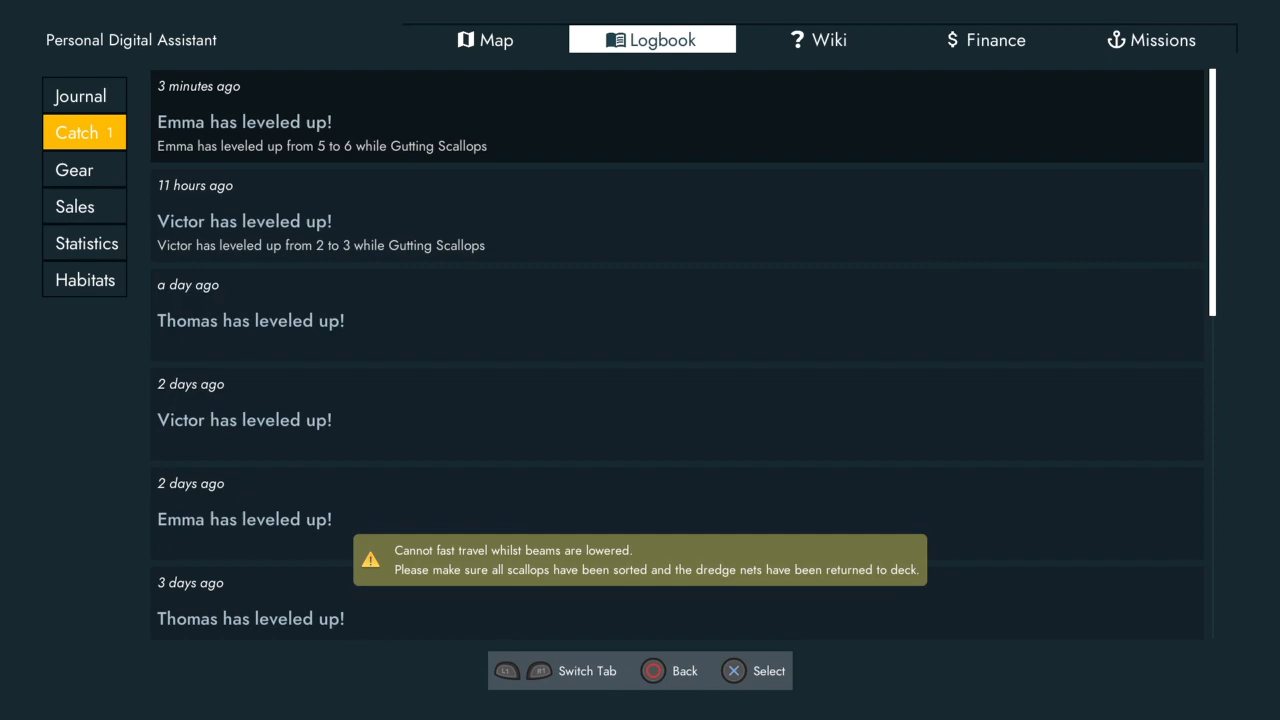 Personal Digital Assistant
Map
Logbook
? Wiki
$ Finance
Missions
Journal
Catch 1
Gear
Sales
Statistics
Habitats
3 minutes ago
Emma has leveled up!
Emma has leveled up from 5 to 6 while Gutting Scallops
11 hours ago
Victor has leveled up!
Victor has leveled up from 2 to 3 while Gutting Scallops
a day ago
Thomas has leveled up!
2 days ago
Victor has leveled up!
2 days ago
Emma has leveled up!
Cannot fast travel whilst beams are lowered.
Please make sure all scallops have been sorted and the dredge nets have been returned to deck.
3 days ago
Thomas has leveled up!
L1 R1 Switch Tab
Back
Select